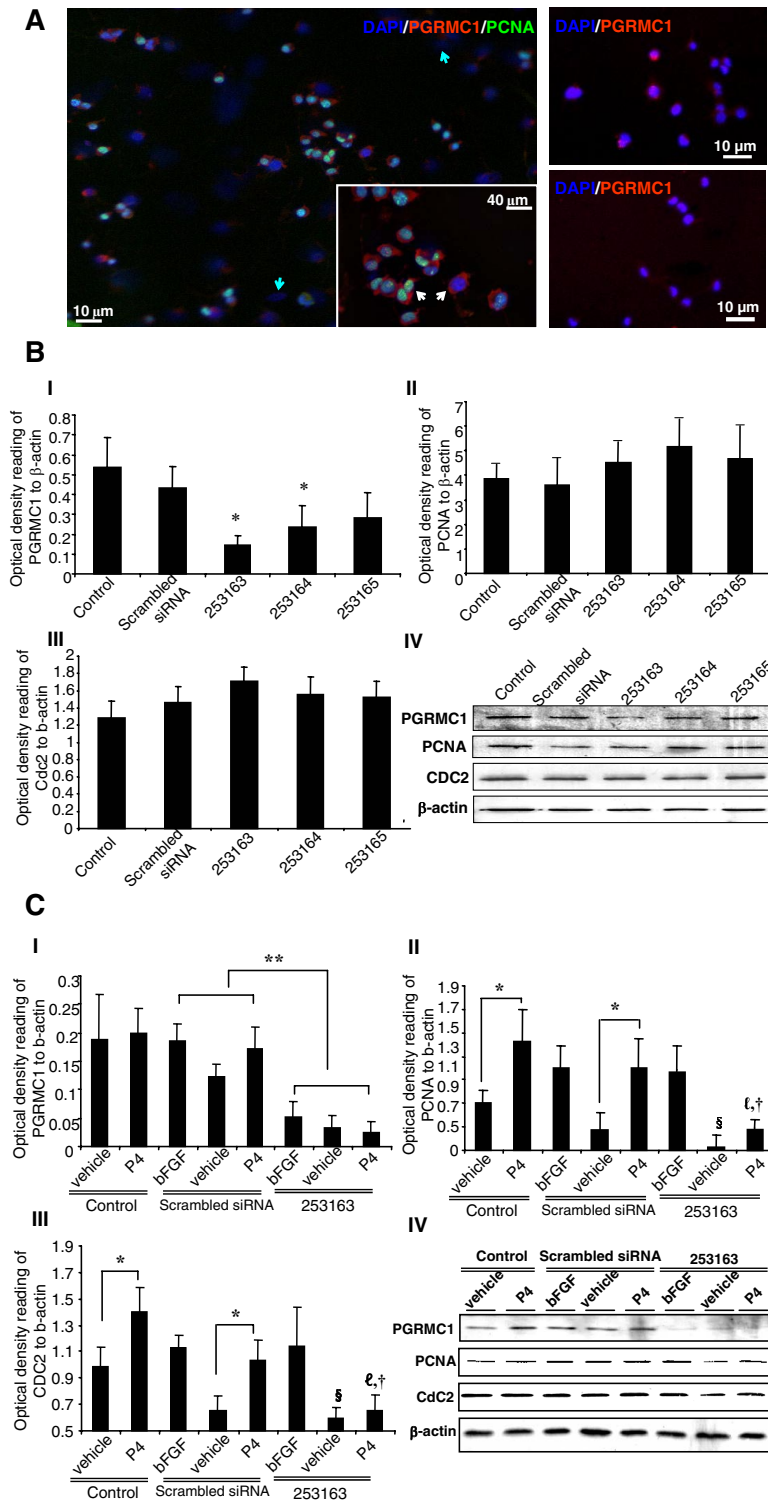 A
DAPI/PGRMC1/PCNA
40 µm
10 µm
DAPI/PGRMC1
10 µm
DAPI/PGRMC1
10 µm
B
I
Optical density reading of
PGRMC1 to β-actin
0.8
0.7
0.6
0.5
0.4
0.3
0.2
0.1
0
*
*
Control
Scrambled
siRNA
253163
253164
253165
II
Optical density reading of
PCNA to β-actin
7
6
5
4
3
2
1
0
Control
Scrambled
siRNA
253163
253164
253165
III
Optical density reading of
Cdc2 to b-actin
2
1.8
1.6
1.4
1.2
1
0.8
0.6
0.4
0.2
0
Control
Scrambled
siRNA
253163
253164
253165
IV
Control
Scrambled
siRNA
253163
253164
253165
PGRMC1
PCNA
CDC2
β-actin
C
I
Optical density reading of
PGRMC1 to b-actin
0.3
0.25
0.2
0.15
0.1
0.05
0
**
vehicle
P4
bFGF
vehicle
P4
bFGF
vehicle
P4
Control
Scrambled siRNA
253163
II
Optical density reading of
PCNA to b-actin
1.9
1.7
1.5
1.3
1.1
0.9
0.7
0.5
0
*
*
§
ℓ,†
vehicle
P4
bFGF
vehicle
P4
bFGF
vehicle
P4
Control
Scrambled siRNA
253163
III
Optical density reading of
CDC2 to b-actin
1.9
1.7
1.5
1.3
1.1
0.9
0.7
0.5
*
*
§
ℓ,†
vehicle
P4
bFGF
vehicle
P4
bFGF
vehicle
P4
Control
Scrambled siRNA
253163
IV
Control
Scrambled siRNA
253163
vehicle
P4
bFGF
vehicle
P4
bFGF
vehicle
P4
PGRMC1
PCNA
CdC2
β-actin